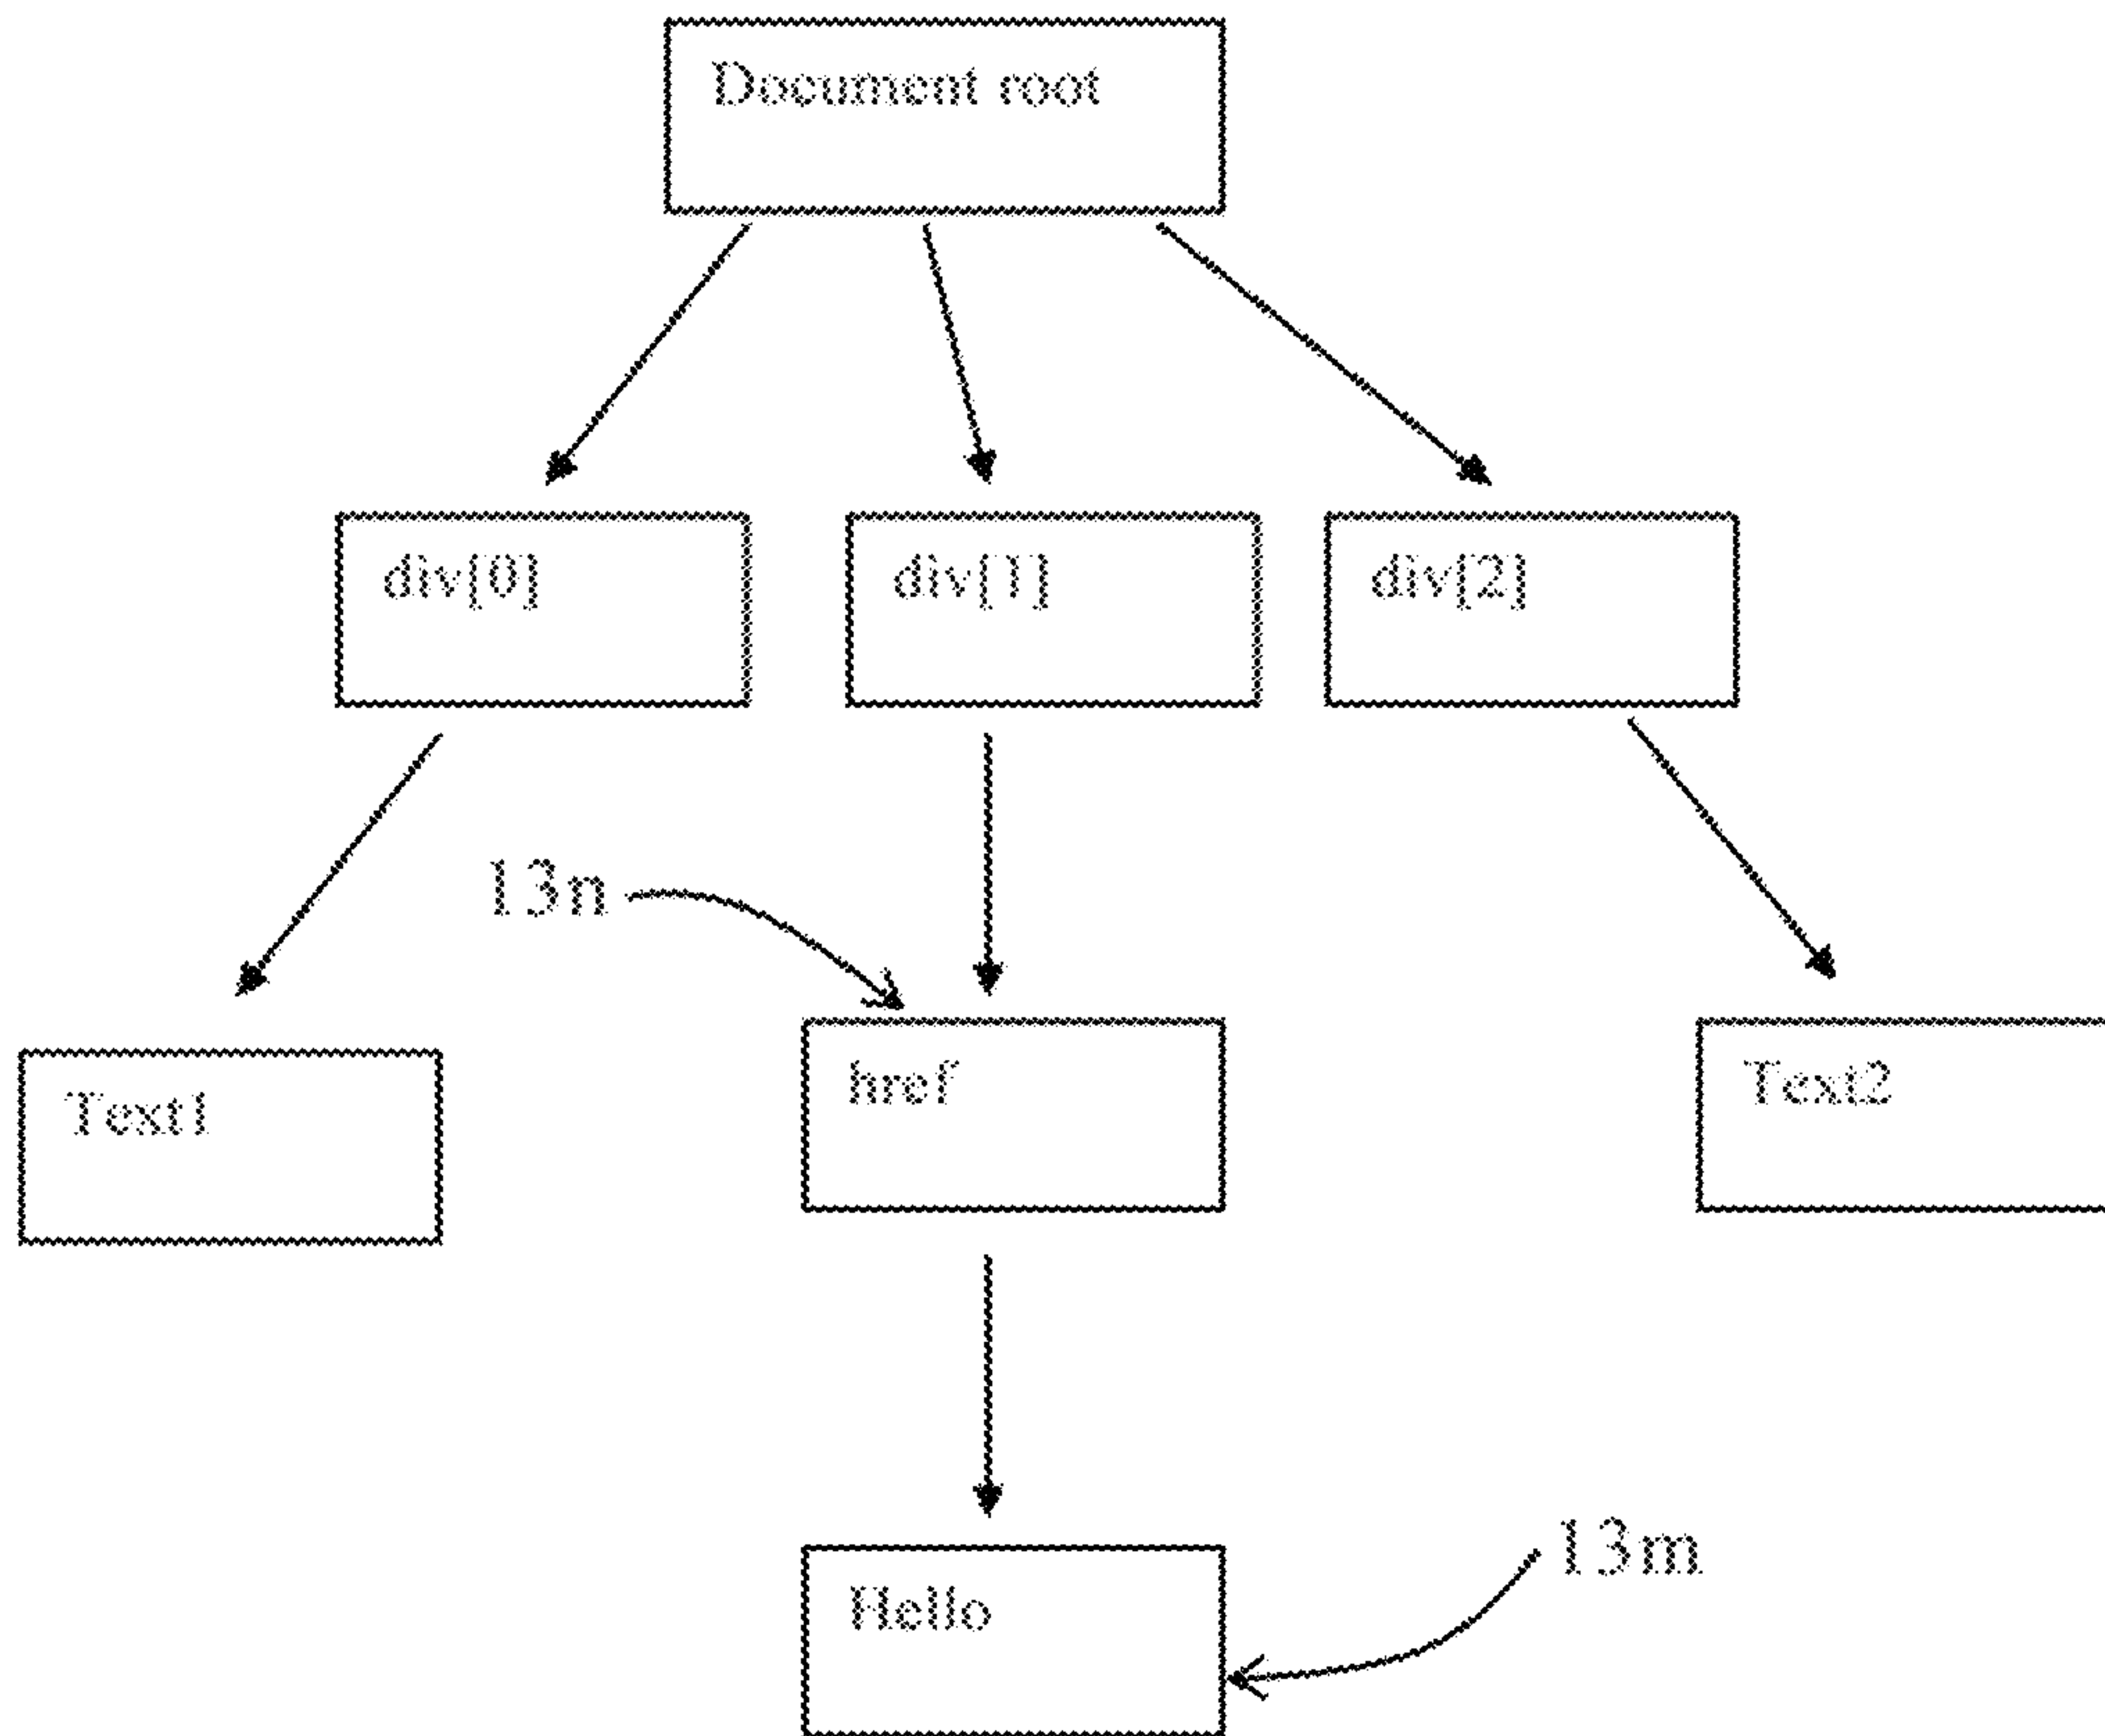 Document root
div[0]
div[1]
div[2]
13n
Text1
href
Text2
Hello
13m